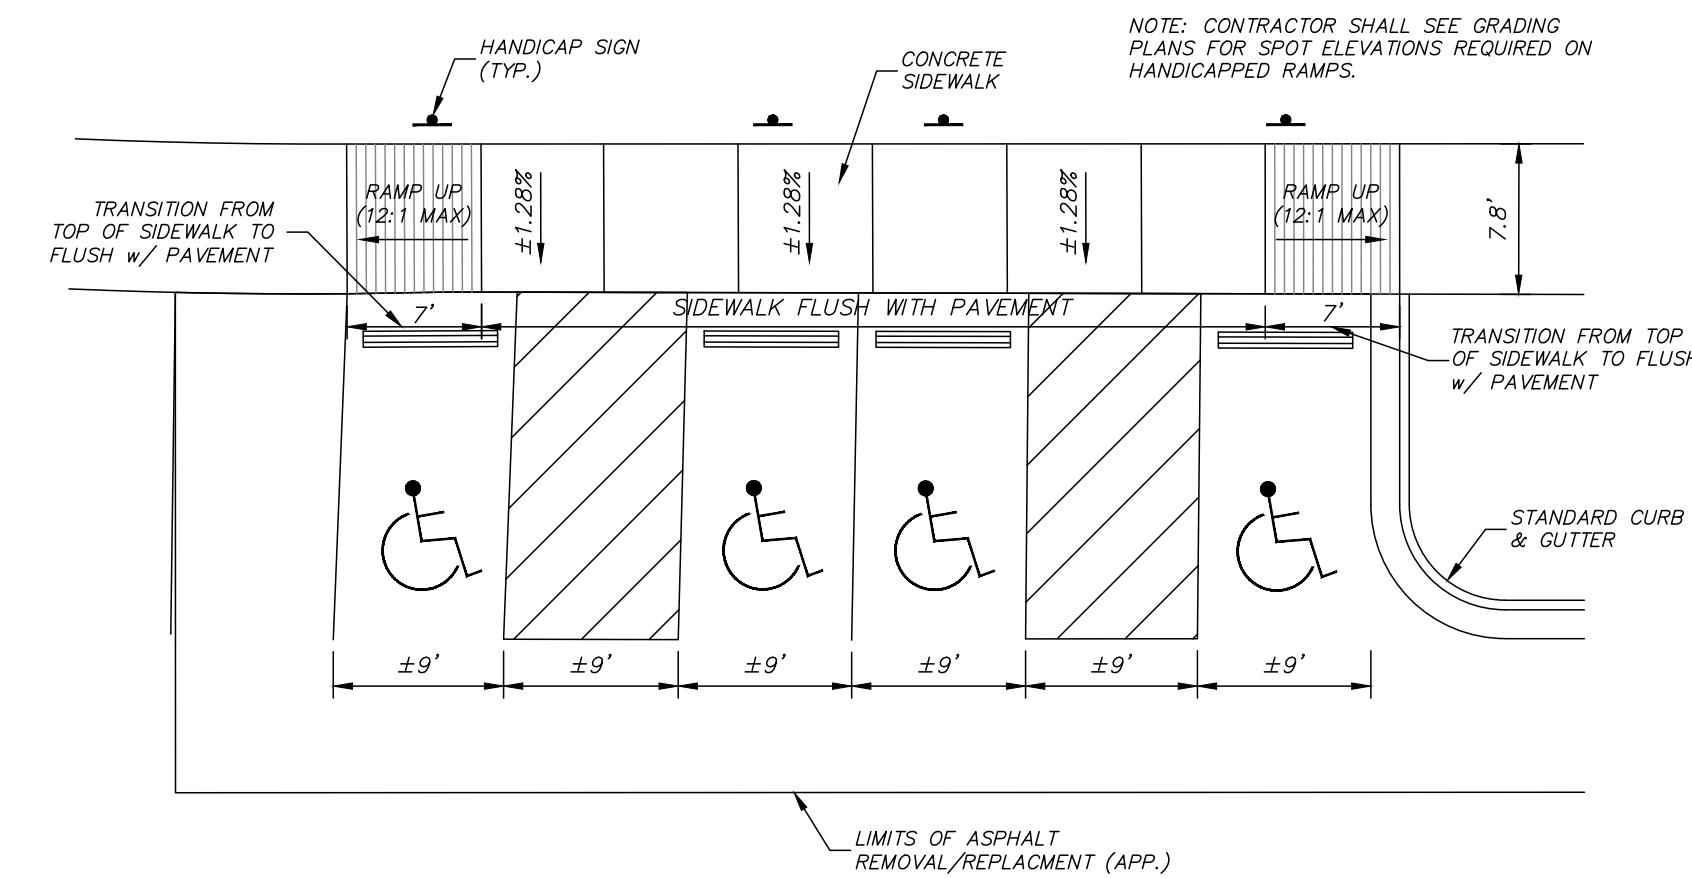 NOTE: CONTRACTOR SHALL SEE GRADING
PLANS FOR SPOT ELEVATIONS REQUIRED ON
HANDICAPPED RAMPS.
HANDICAP SIGN
(TYP.)
CONCRETE
SIDEWALK
RAMP UP
(12:1 MAX)
±1.28%
±1.28%
±1.28%
RAMP UP
(12:1 MAX)
7.8'
TRANSITION FROM
TOP OF SIDEWALK TO
FLUSH w/ PAVEMENT
7'
SIDEWALK FLUSH WITH PAVEMENT
7'
TRANSITION FROM TOP
OF SIDEWALK TO FLUSH
w/ PAVEMENT
STANDARD CURB
& GUTTER
±9'
±9'
±9'
±9'
±9'
±9'
LIMITS OF ASPHALT
REMOVAL/REPLACMENT (APP.)